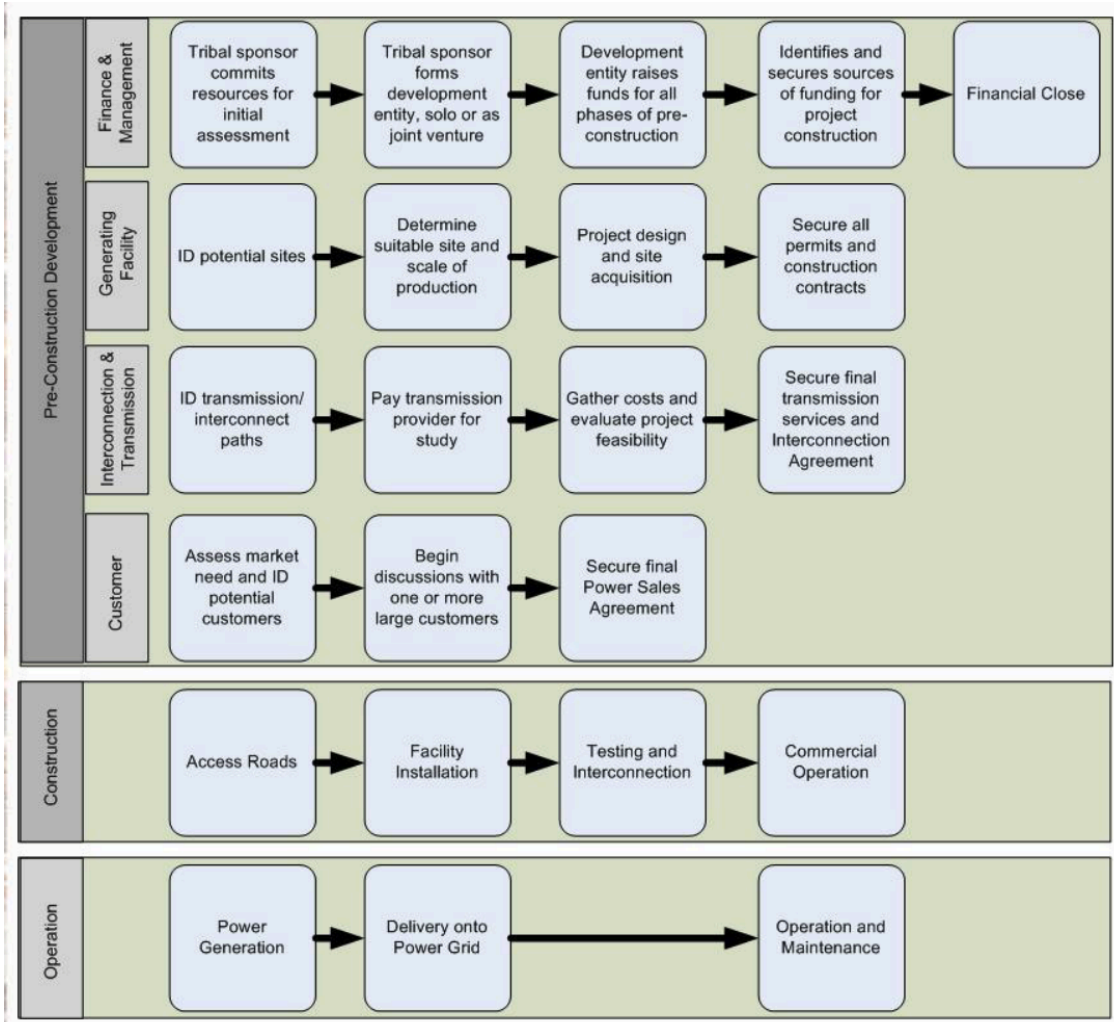 Pre-Construction Development
Finance &
Management
Tribal sponsor
commits
resources for
initial
assessment
Tribal sponsor
forms
development
entity, solo or as
joint venture
Development
entity raises
funds for all
phases of pre-
construction
Identifies and
secures sources
of funding for
project
construction
Financial Close
Generating
Facility
ID potential sites
Determine
suitable site and
scale of
production
Project design
and site
acquisition
Secure all
permits and
construction
contracts
Interconnection &
Transmission
ID transmission/
interconnect
paths
Pay transmission
provider for
study
Gather costs and
evaluate project
feasibility
Secure final
transmission
services and
Interconnection
Agreement
Customer
Assess market
need and ID
potential
customers
Begin
discussions with
one or more
large customers
Secure final
Power Sales
Agreement
Construction
Access Roads
Facility
Installation
Testing and
Interconnection
Commercial
Operation
Operation
Power
Generation
Delivery onto
Power Grid
Operation and
Maintenance